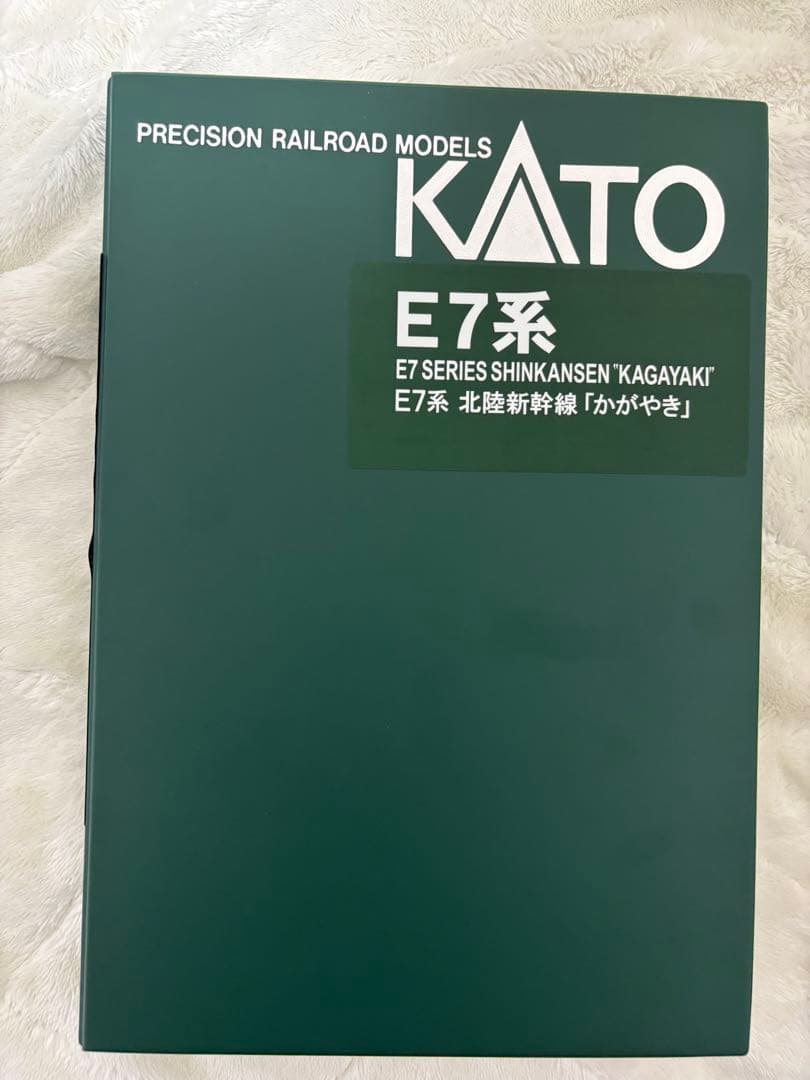 PRECISION RAILROAD MODELS
KATO
E7系
E7 SERIES SHINKANSEN "KAGAYAKI"
E7系 北陸新幹線「かがやき」